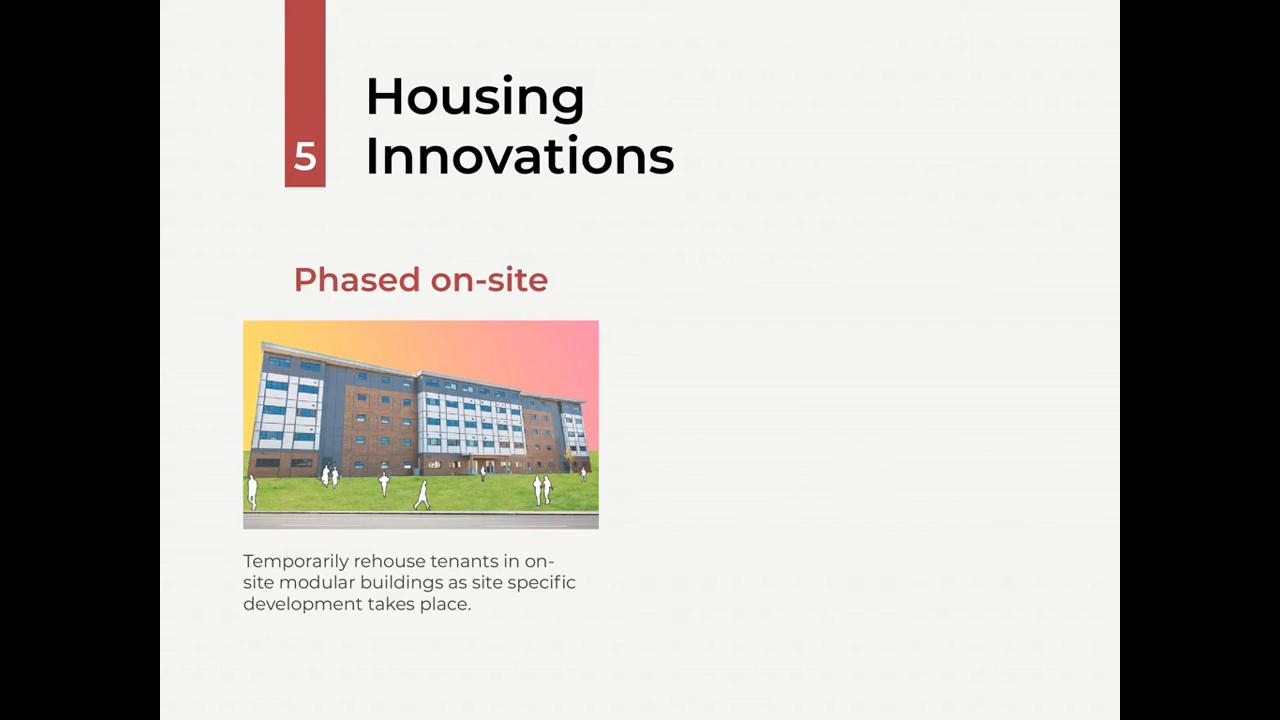 Housing
Innovations
5
Phased on-site
Temporarily rehouse tenants in on-
site modular buildings as site specific
development takes place.